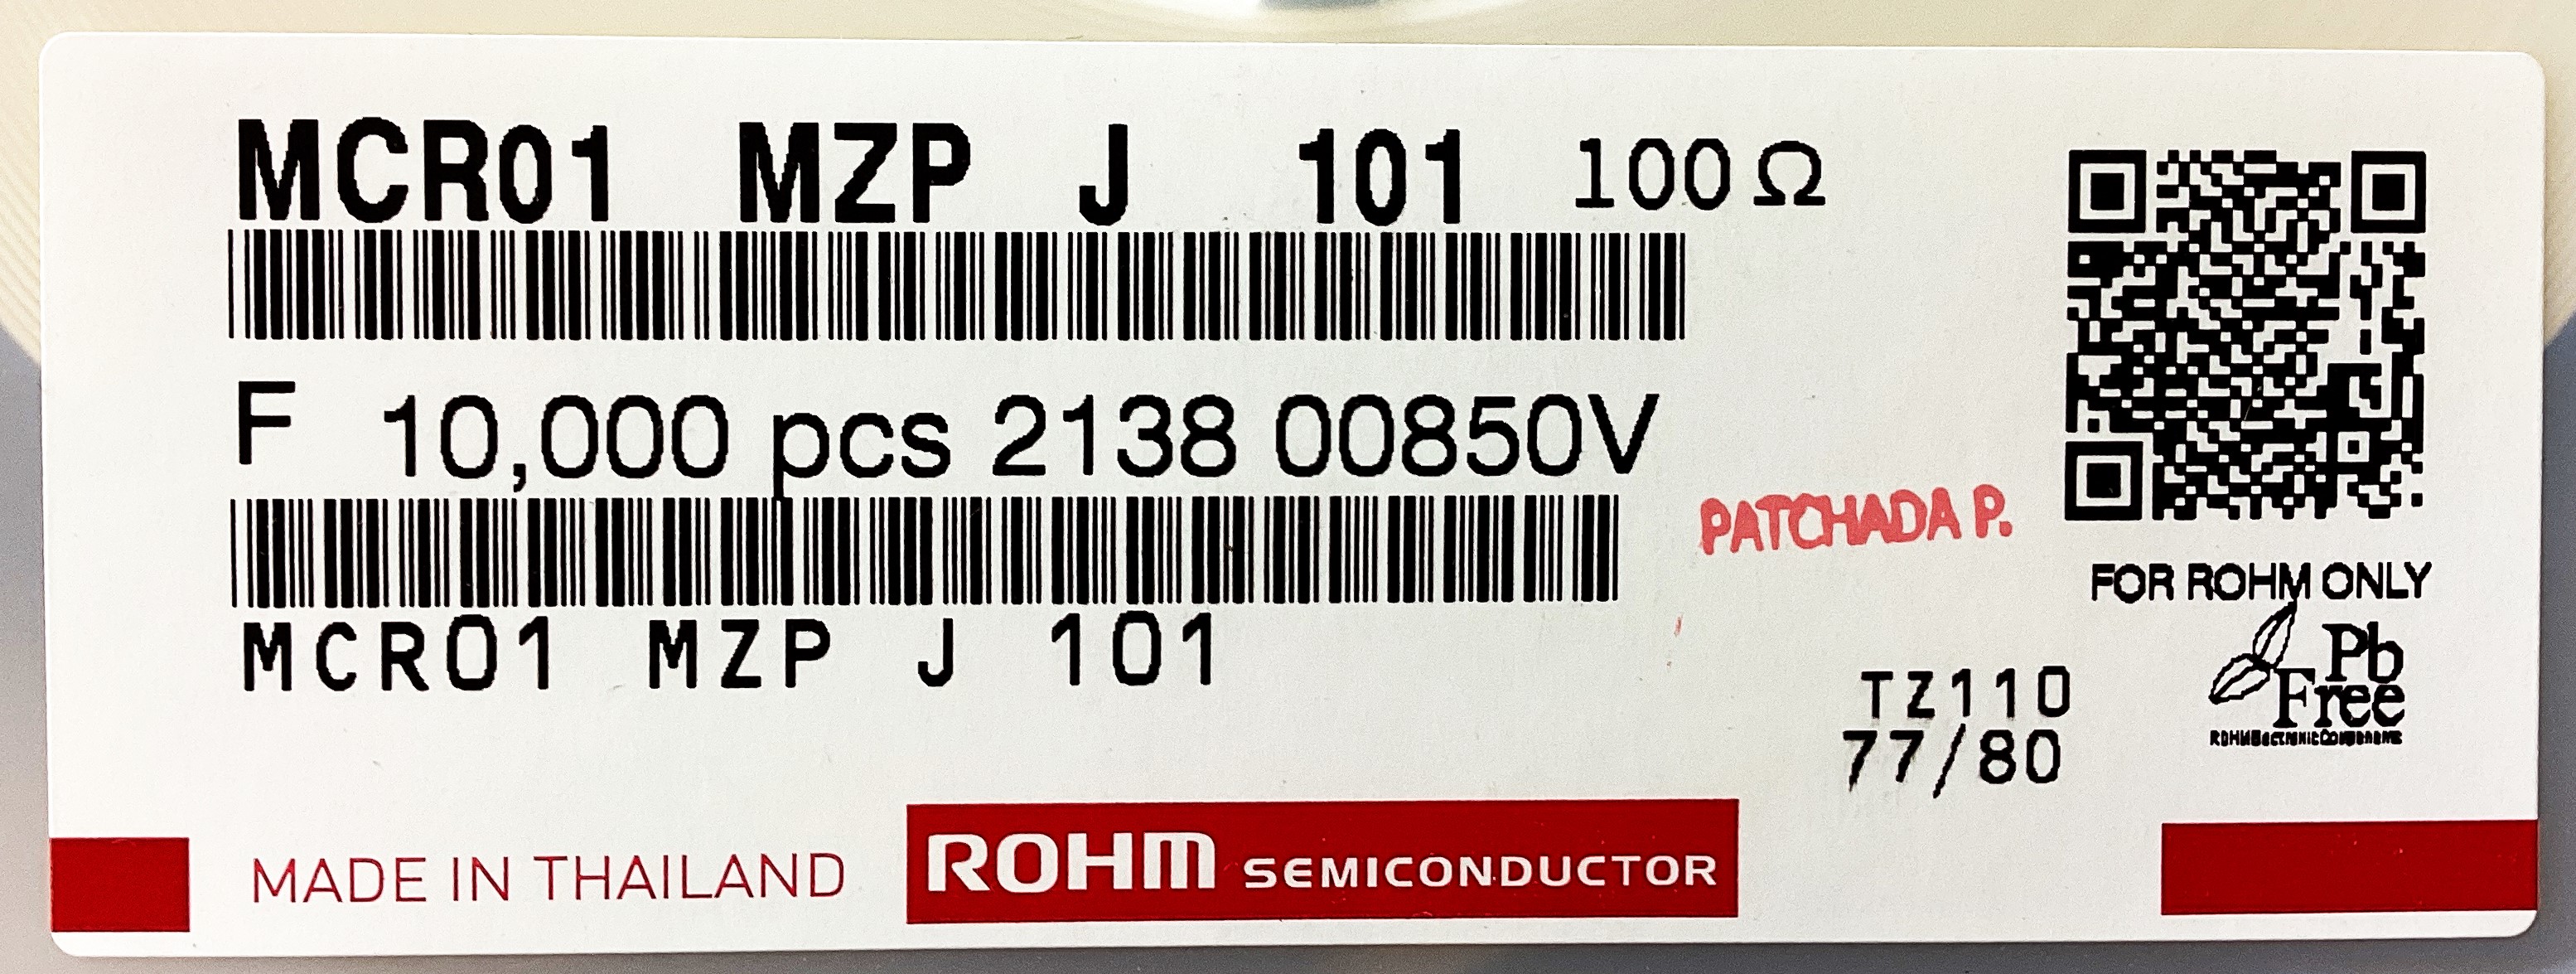 MCR01 MZP J 101 100Ω
F 10,000 pcs 2138 00850V
PATCHADA P.
FOR ROHM ONLY
MCR01 MZP J 101
Pb
Free
TZ110
77/80
MADE IN THAILAND
ROHM SEMICONDUCTOR